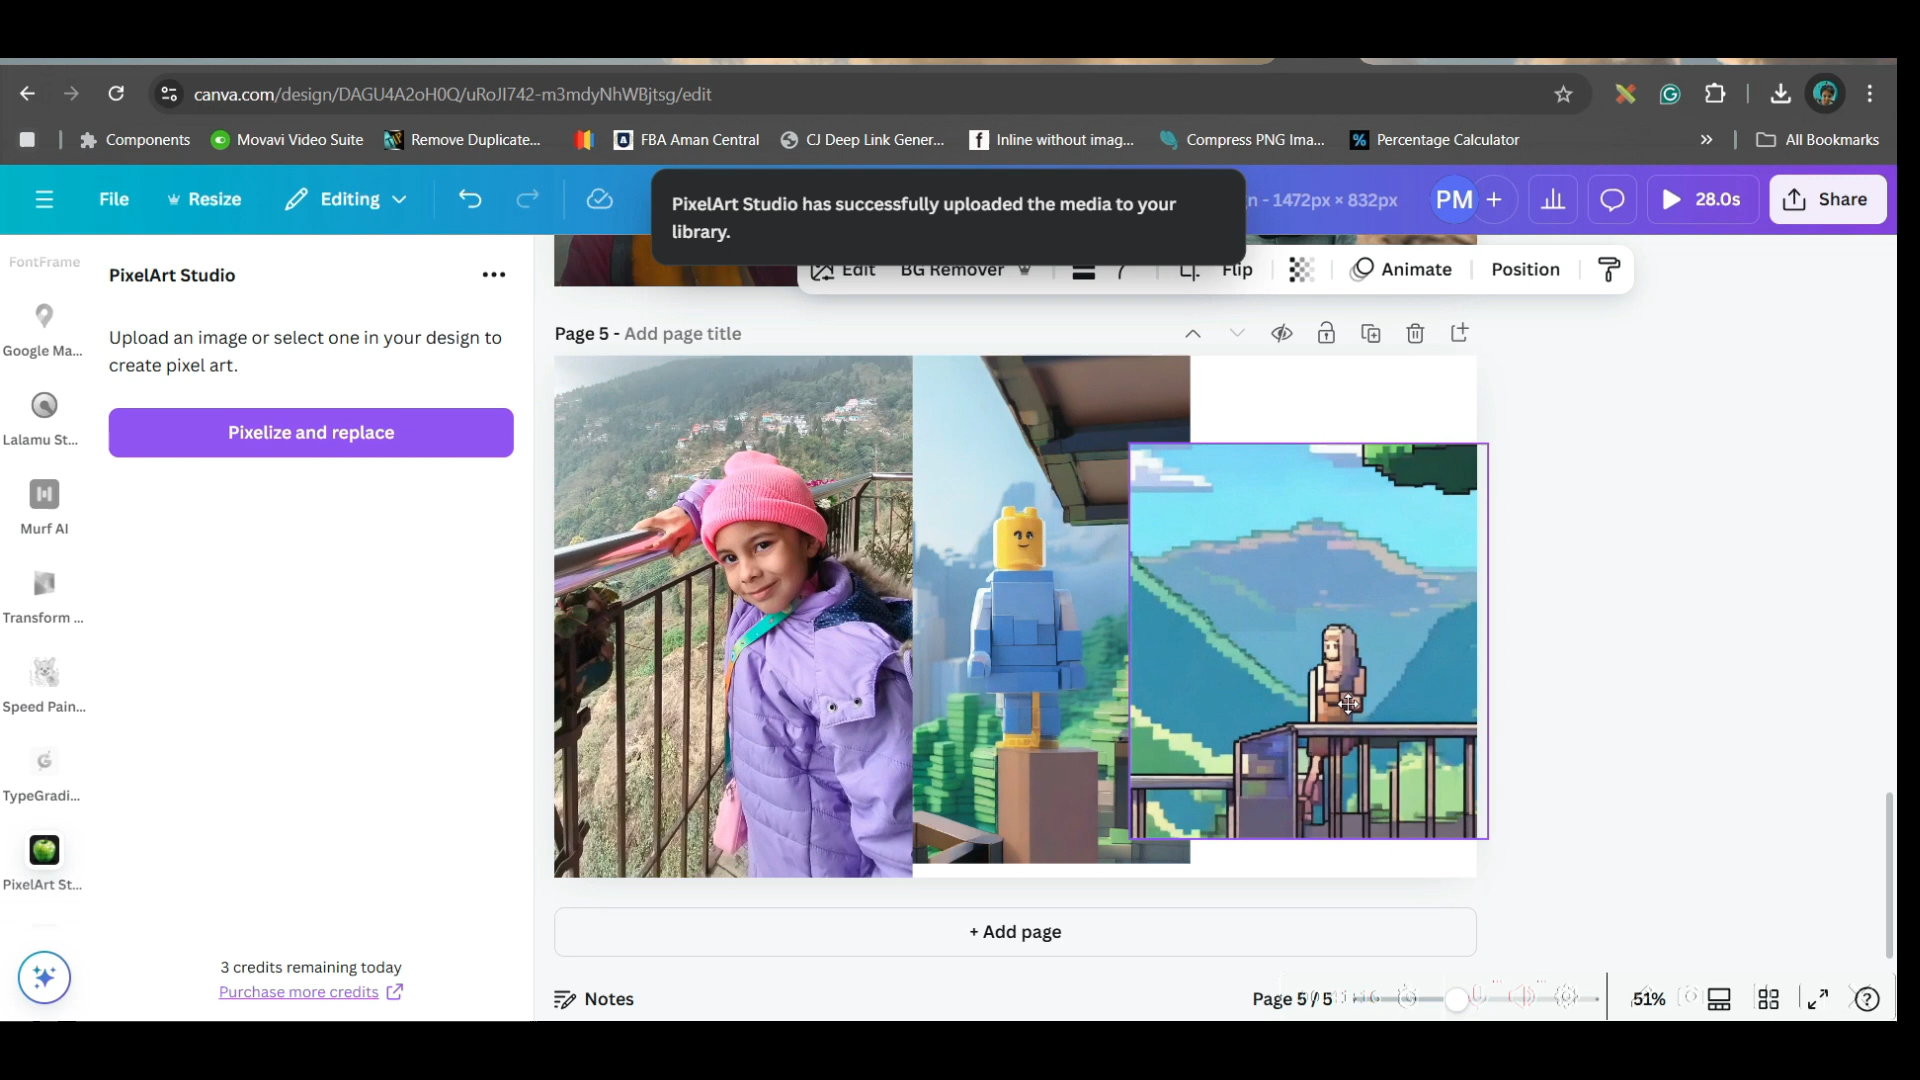 canva.com/design/DAGU4A2oH0Q/uRoJI742-m3mdyNhWBjtsg/edit
Components
Movavi Video Suite
Remove Duplicate...
FBA Aman Central
CJ Deep Link Gener...
Inline without imag...
Compress PNG Ima...
Percentage Calculator
All Bookmarks
File
Resize
Editing
PixelArt Studio has successfully uploaded the media to your
library.
n - 1472px × 832px
PM
28.0s
Share
FontFrame
Google Ma...
Lalamu St...
Murf AI
Transform ...
Speed Pain...
TypeGradi...
PixelArt St...
PixelArt Studio
Upload an image or select one in your design to
create pixel art.
Pixelize and replace
3 credits remaining today
Purchase more credits
Edit
BG Remover
Flip
Animate
Position
Page 5 - Add page title
+ Add page
Notes
Page 5 / 5
51%